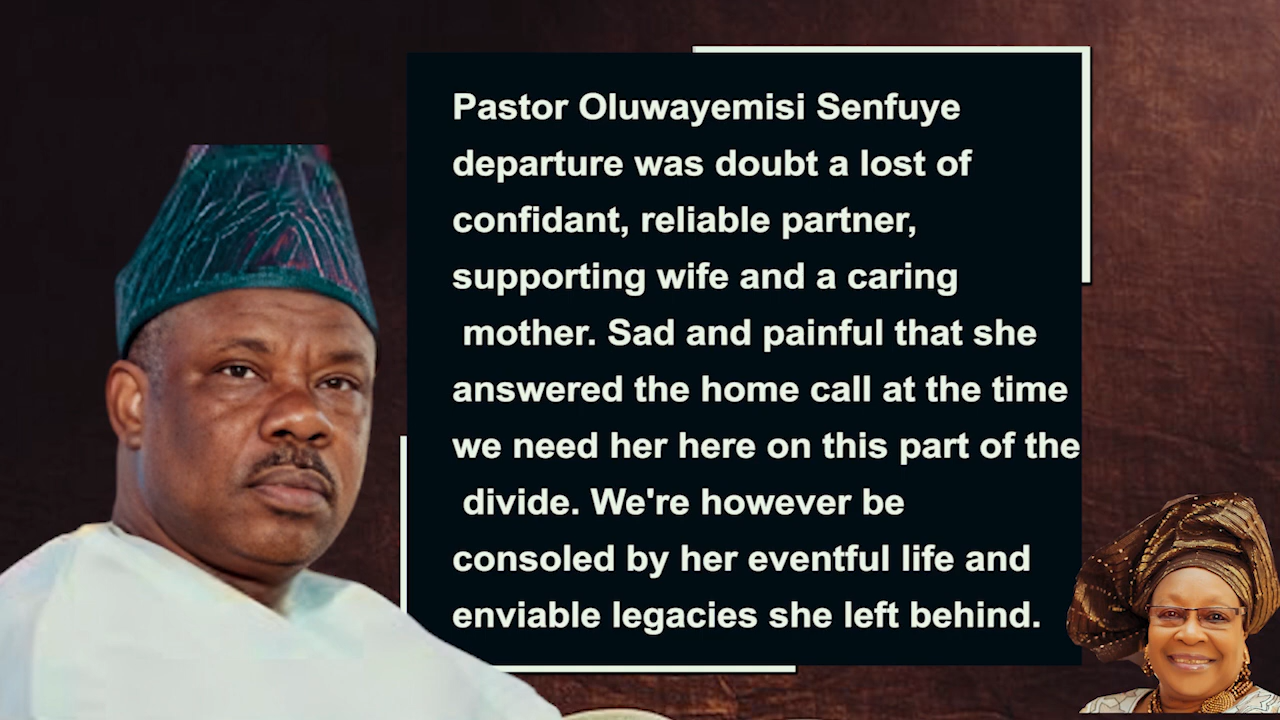 Pastor Oluwayemisi Senfuye
departure was doubt a lost of
confidant, reliable partner,
supporting wife and a caring
mother. Sad and painful that she
answered the home call at the time
we need her here on this part of the
divide. We're however be
consoled by her eventful life and
enviable legacies she left behind.